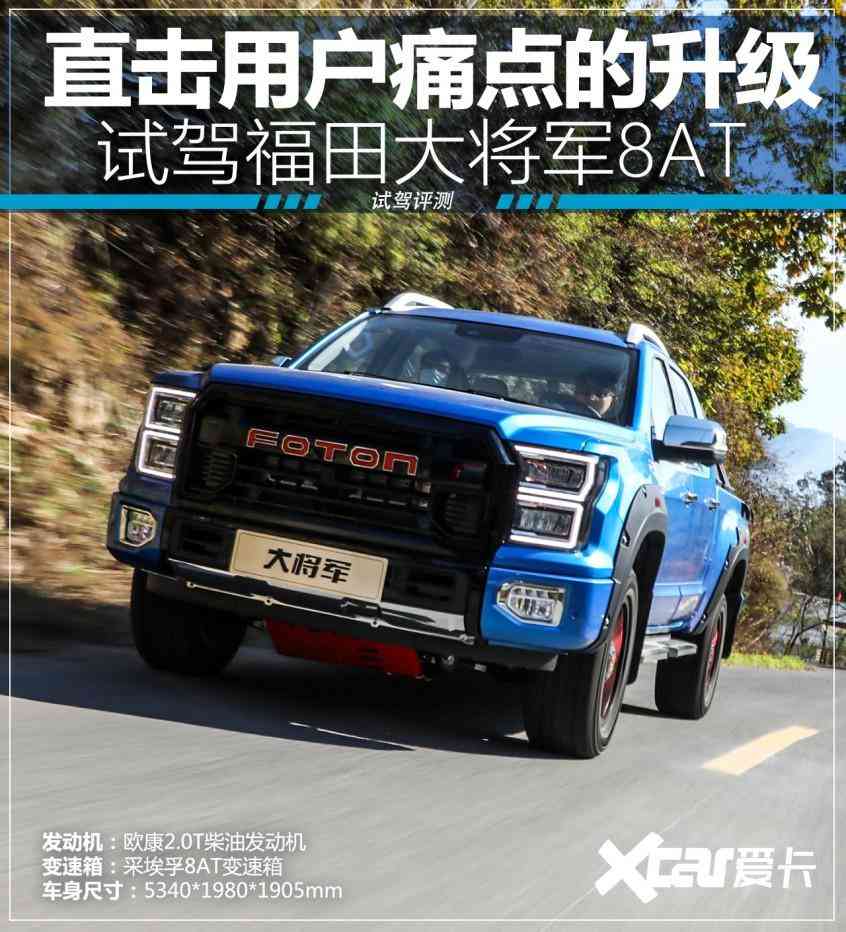 直击用户痛点的升级
试驾福田大将军8AT
试驾评测
FOTON
大将军
发动机：欧康2.0T柴油发动机
变速箱：采埃孚8AT变速箱
车身尺寸：5340*1980*1905mm
Xcar爱卡